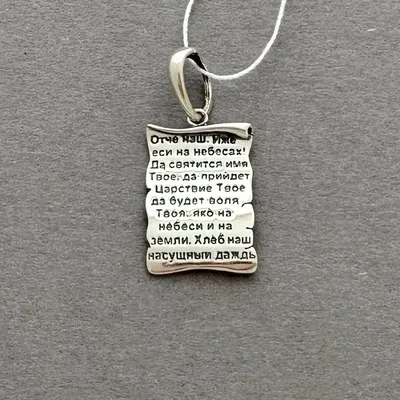 Отче наш. Иже
еси на небесах!
Да святится имя
Твое, да прийдет
Царствие Твое
да будет воля
Твоя, яко на
небеси и на
земли. Хлеб наш
насущный даждь